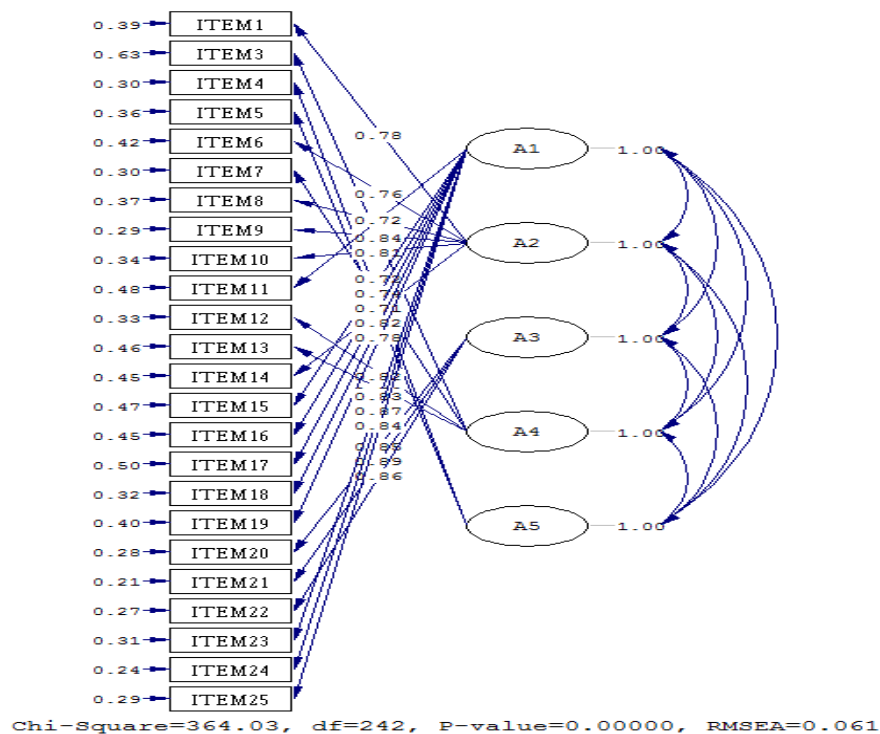 0.39 ITEM1
0.63 ITEM3
0.30 ITEM4
0.36 ITEM5
0.42 ITEM6
0.30 ITEM7
0.37 ITEM8
0.29 ITEM9
0.34 ITEM10
0.48 ITEM11
0.33 ITEM12
0.46 ITEM13
0.45 ITEM14
0.47 ITEM15
0.45 ITEM16
0.50 ITEM17
0.32 ITEM18
0.40 ITEM19
0.28 ITEM20
0.21 ITEM21
0.27 ITEM22
0.31 ITEM23
0.24 ITEM24
0.29 ITEM25
0.78
0.76
0.72
0.84
0.81
0.71
0.82
0.83
0.87
0.84
0.89
0.86
A1 1.00
A2 1.00
A3 1.00
A4 1.00
A5 1.00
Chi-Square=364.03, df=242, P-value=0.00000, RMSEA=0.061